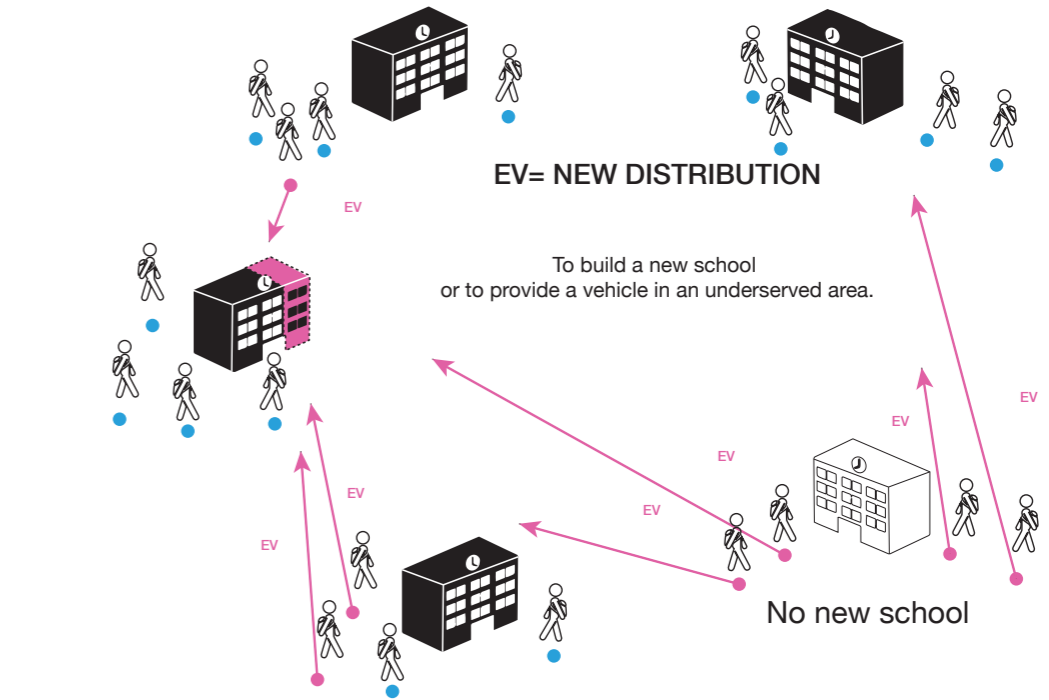 EV= NEW DISTRIBUTION
EV
To build a new school
or to provide a vehicle in an underserved area.
EV
EV
EV
EV
EV
EV
No new school